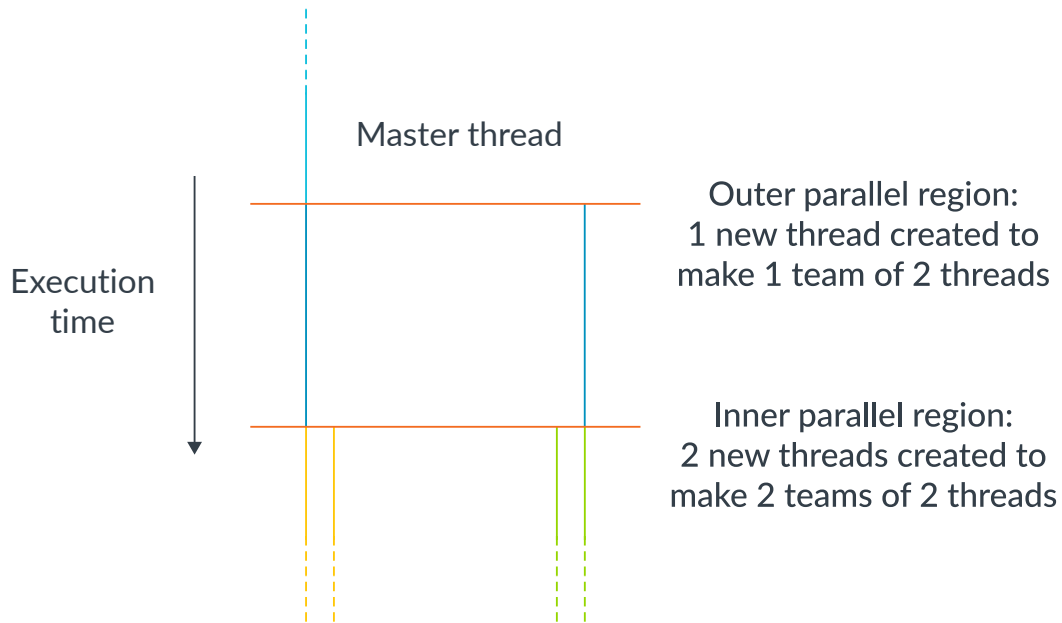 Master thread
Outer parallel region:
1 new thread created to
make 1 team of 2 threads
Execution
time
Inner parallel region:
2 new threads created to
make 2 teams of 2 threads